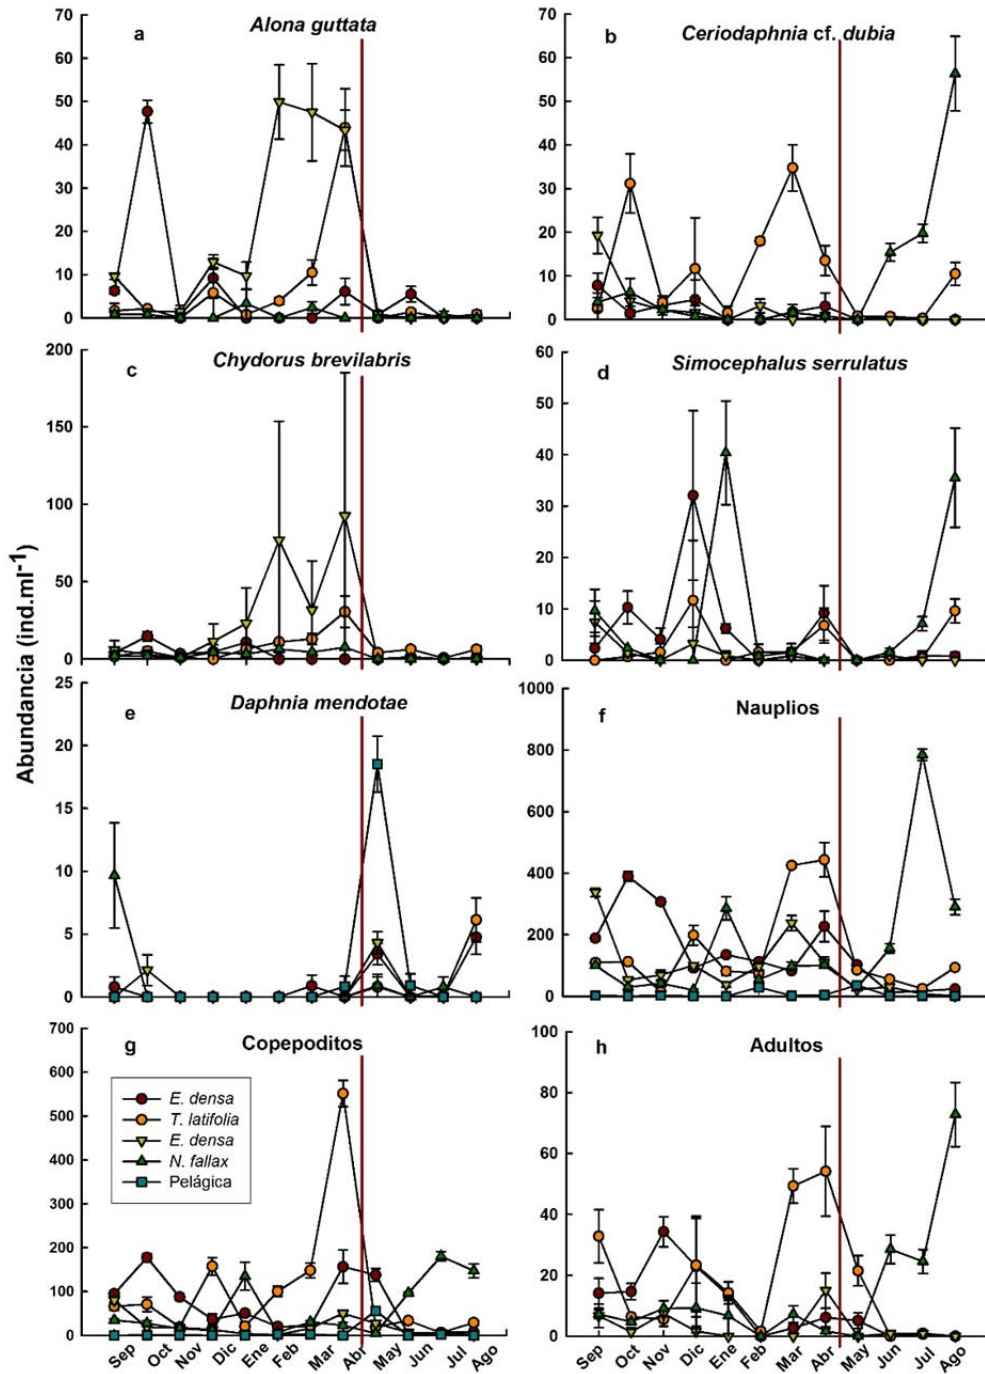 a
Alona guttata
70
60
50
40
30
20
10
0
b
Ceriodaphnia cf. dubia
70
60
50
40
30
20
10
0
c
Chydorus brevilabris
200
150
100
50
0
d
Simocephalus serrulatus
60
50
40
30
20
10
0
Abundancia (ind.ml-1)
e
Daphnia mendotae
25
20
15
10
5
0
f
Nauplios
1000
800
600
400
200
0
g
Copepoditos
700
600
500
400
300
200
100
0
E. densa
T. latifolia
E. densa
N. fallax
Pelágica
Sep Oct Nov Dic Ene Feb Mar Abr May Jun Jul Ago
h
Adultos
100
80
60
40
20
0
Sep Oct Nov Dic Ene Feb Mar Abr May Jun Jul Ago